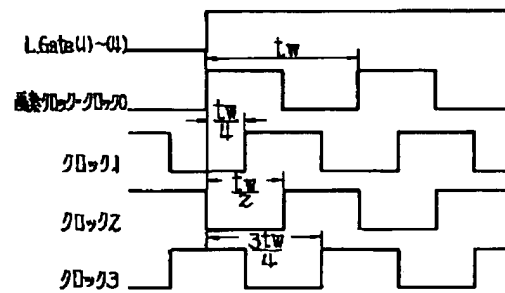 L.Gate(1)~(4)
tw
画素クロック-クロック0
tw/4
クロック1
tw/2
クロック2
3tw/4
クロック3